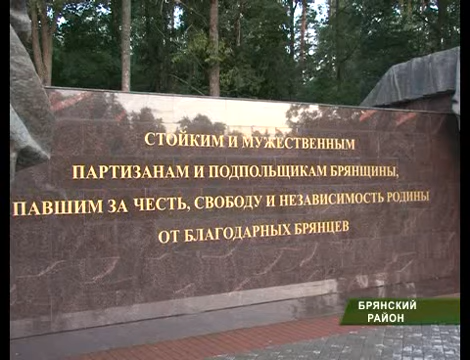 СТОЙКИМ И МУЖЕСТВЕННЫМ
ПАРТИЗАНАМ И ПОДПОЛЬЩИКАМ БРЯНЩИНЫ,
ПАВШИМ ЗА ЧЕСТЬ, СВОБОДУ И НЕЗАВИСИМОСТЬ РОДИНЫ
ОТ БЛАГОДАРНЫХ БРЯНЦЕВ
БРЯНСКИЙ
РАЙОН